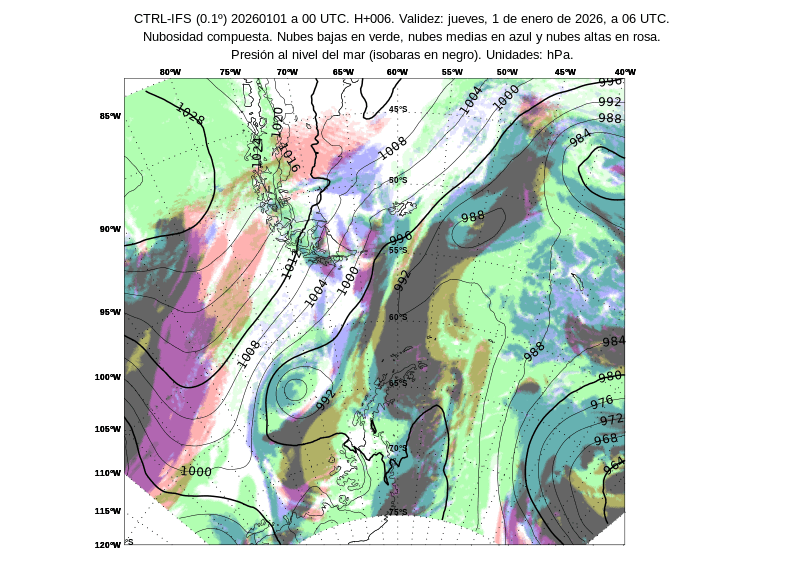 CTRL-IFS (0.1º) 20260101 a 00 UTC. H+006. Validez: jueves, 1 de enero de 2026, a 06 UTC.
Nubosidad compuesta. Nubes bajas en verde, nubes medias en azul y nubes altas en rosa.
Presión al nivel del mar (isobaras en negro). Unidades: hPa.
80ºW 75ºW 70ºW 65ºW 60ºW 55ºW 50ºW 45ºW 40ºW
996
1004 1000 992
1028 45ºS 988
85ºW 1020 984
1024 1016 1008
50ºS
988
90ºW 996
55ºS
1012
1000 992
1004
95ºW 60ºS
984
1008 988
100ºW 65ºS 980
992 976
972
105ºW 968
70ºS
1000 964
110ºW
115ºW 75ºS
120ºW ºS